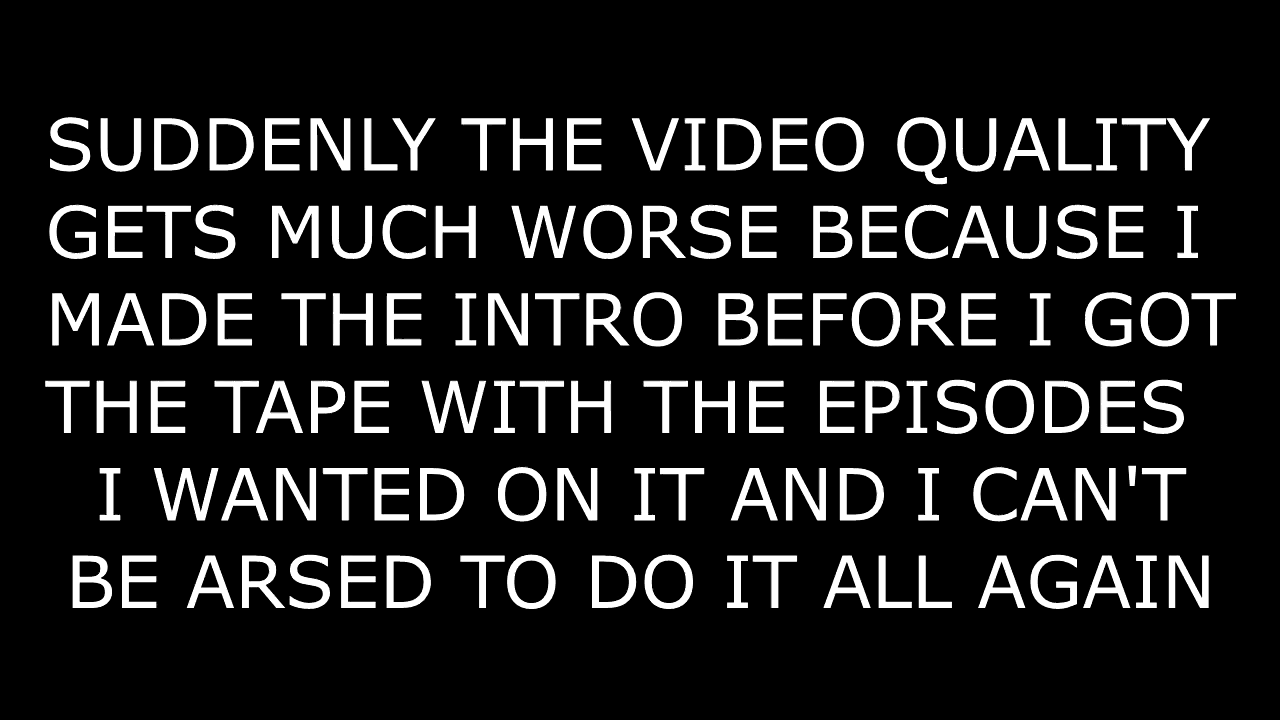 SUDDENLY THE VIDEO QUALITY
GETS MUCH WORSE BECAUSE I
MADE THE INTRO BEFORE I GOT
THE TAPE WITH THE EPISODES
I WANTED ON IT AND I CAN'T
BE ARSED TO DO IT ALL AGAIN